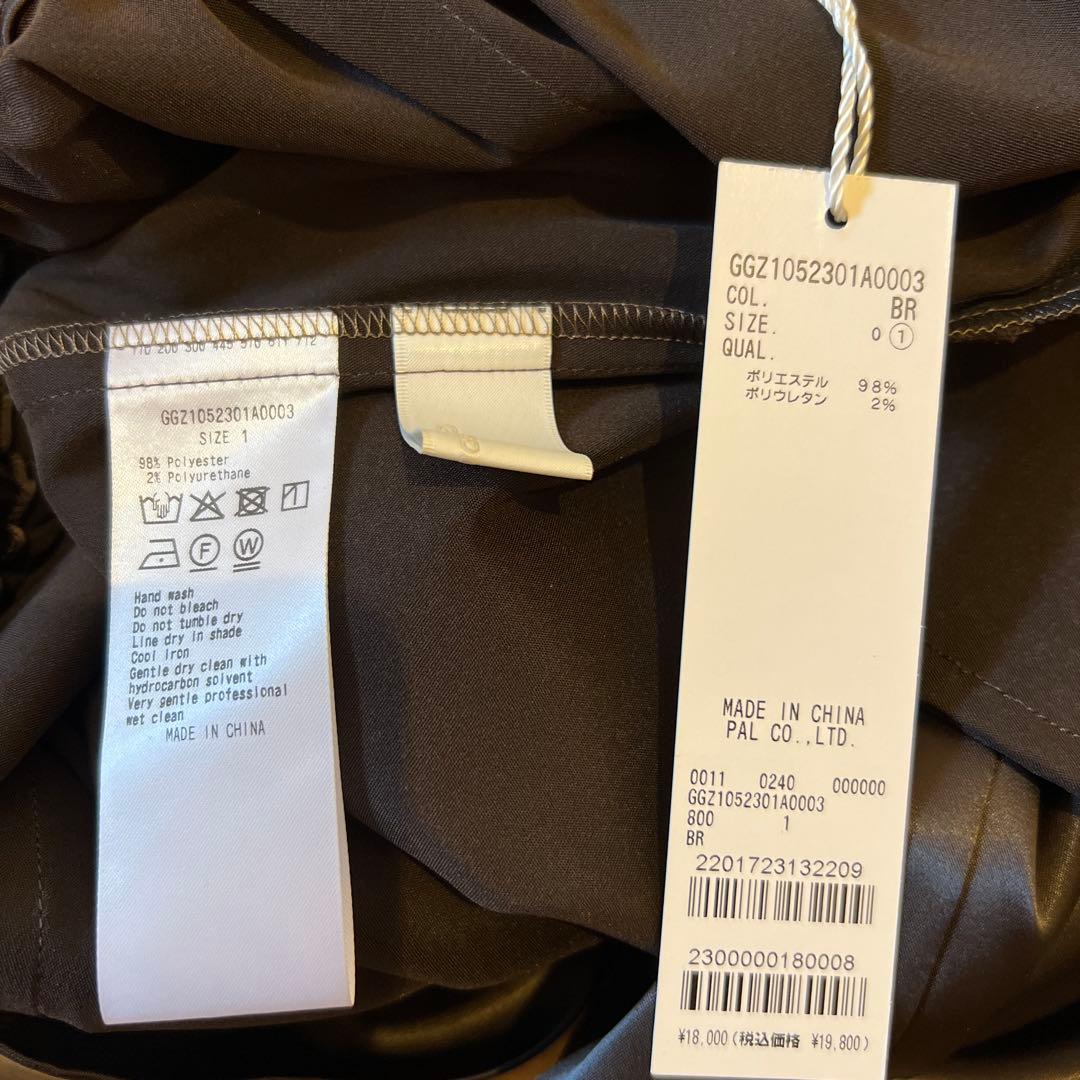 GGZ1052301A0003
SIZE 1
98% Polyester
2% Polyurethane
F
W
Hand wash
Do not bleach
Do not tumble dry
Line dry in shade
Cool iron
Gentle dry clean with
hydrocarbon solvent
Very gentle professional
wet clean
MADE IN CHINA
GGZ1052301A0003
COL. BR
SIZE. 0 1
QUAL.
ポリエステル 98%
ポリウレタン 2%
MADE IN CHINA
PAL CO.,LTD.
0011 0240 000000
GGZ1052301A0003
800 1
BR
2201723132209
2300000180008
¥18,000(税込価格 ¥19,800)